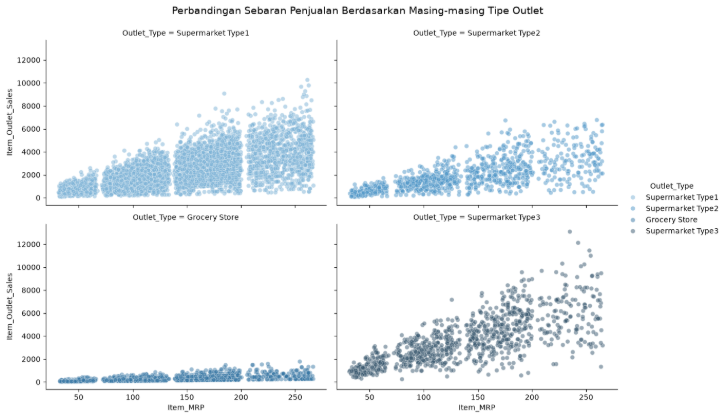 Perbandingan Sebaran Penjualan Berdasarkan Masing-masing Tipe Outlet
Outlet_Type = Supermarket Type1
Outlet_Type = Supermarket Type2
12000
10000
8000
6000
4000
2000
0
Item_Outlet_Sales
Outlet_Type
Supermarket Type1
Supermarket Type2
Grocery Store
Supermarket Type3
Outlet_Type = Grocery Store
Outlet_Type = Supermarket Type3
12000
10000
8000
6000
4000
2000
0
Item_Outlet_Sales
50 100 150 200 250
50 100 150 200 250
Item_MRP
Item_MRP